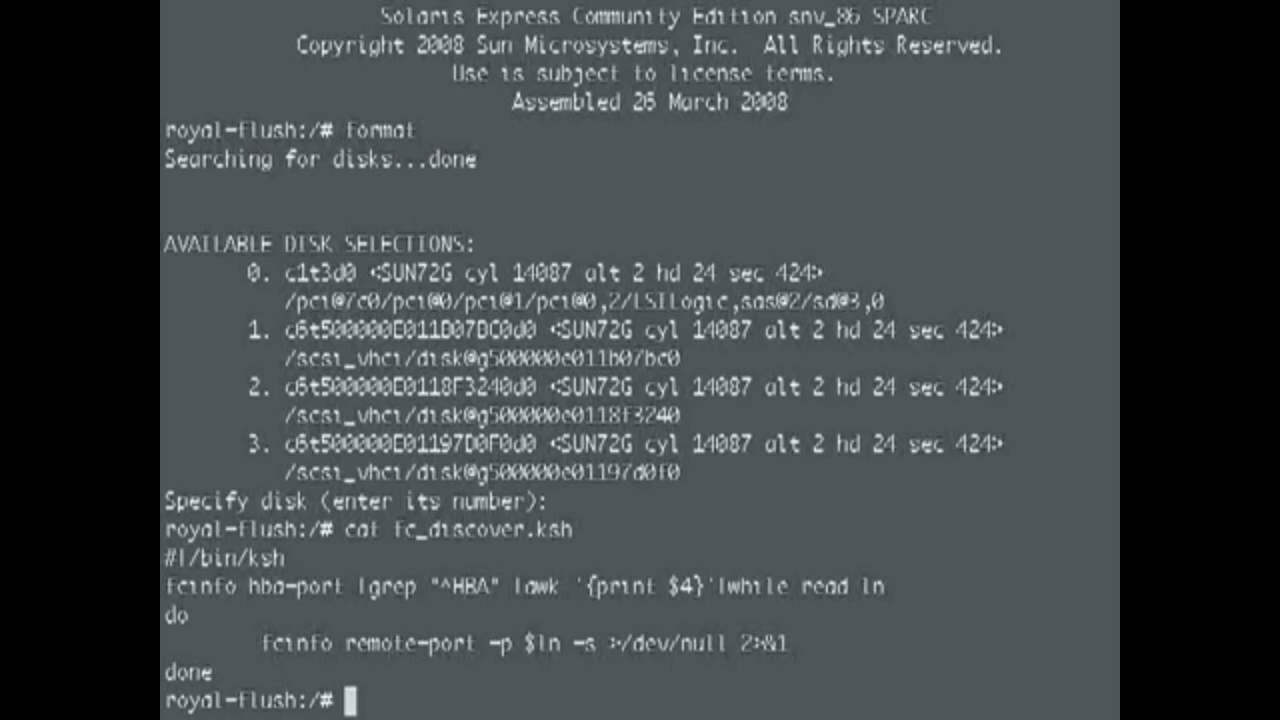 Solaris Express Community Edition snv_86 SPARC
Copyright 2008 Sun Microsystems, Inc.  All Rights Reserved.
Use is subject to license terms.
Assembled 26 March 2008
royal-flush:/# format
Searching for disks...done
AVAILABLE DISK SELECTIONS:
0. c1t3d0 <SUN72G cyl 14087 alt 2 hd 24 sec 424>
/pci@7c0/pci@0/pci@1/pci@0,2/LSILogic,sas@2/sd@3,0
1. c6t500000E011B07BC0d0 <SUN72G cyl 14087 alt 2 hd 24 sec 424>
/scsi_vhci/disk@g500000e011b07bc0
2. c6t500000E0118F3240d0 <SUN72G cyl 14087 alt 2 hd 24 sec 424>
/scsi_vhci/disk@g500000e0118f3240
3. c6t500000E01197D0F0d0 <SUN72G cyl 14087 alt 2 hd 24 sec 424>
/scsi_vhci/disk@g500000e01197d0f0
Specify disk (enter its number):
royal-flush:/# cat fc_discover.ksh
#!/bin/ksh
fcinfo hba-port |grep "^HBA" |awk '{print $4}'|while read ln
do
fcinfo remote-port -p $ln -s >/dev/null 2>&1
done
royal-flush:/#